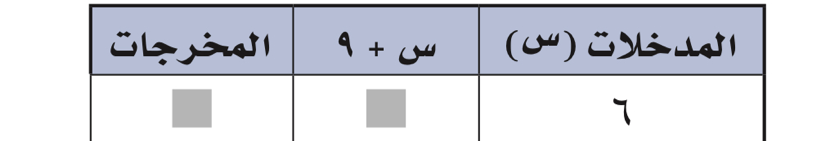 المدخلات (س) س + ٩ المخرجات
٦